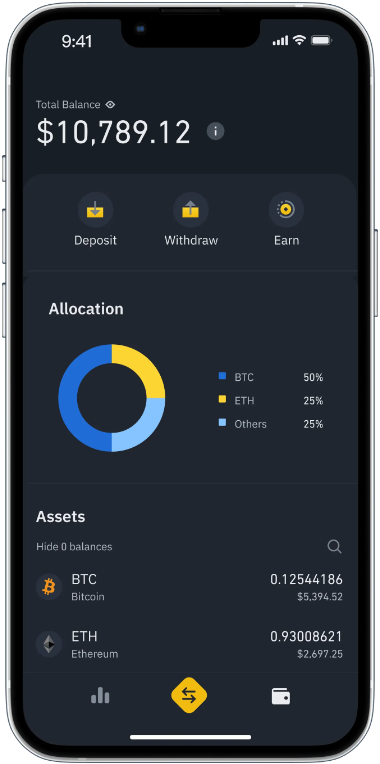 9:41
Total Balance
$10,789.12
Deposit Withdraw Earn
Allocation
BTC 50%
ETH 25%
Others 25%
Assets
Hide 0 balances
BTC 0.12544186
Bitcoin $5,394.52
ETH 0.93008621
Ethereum $2,697.25